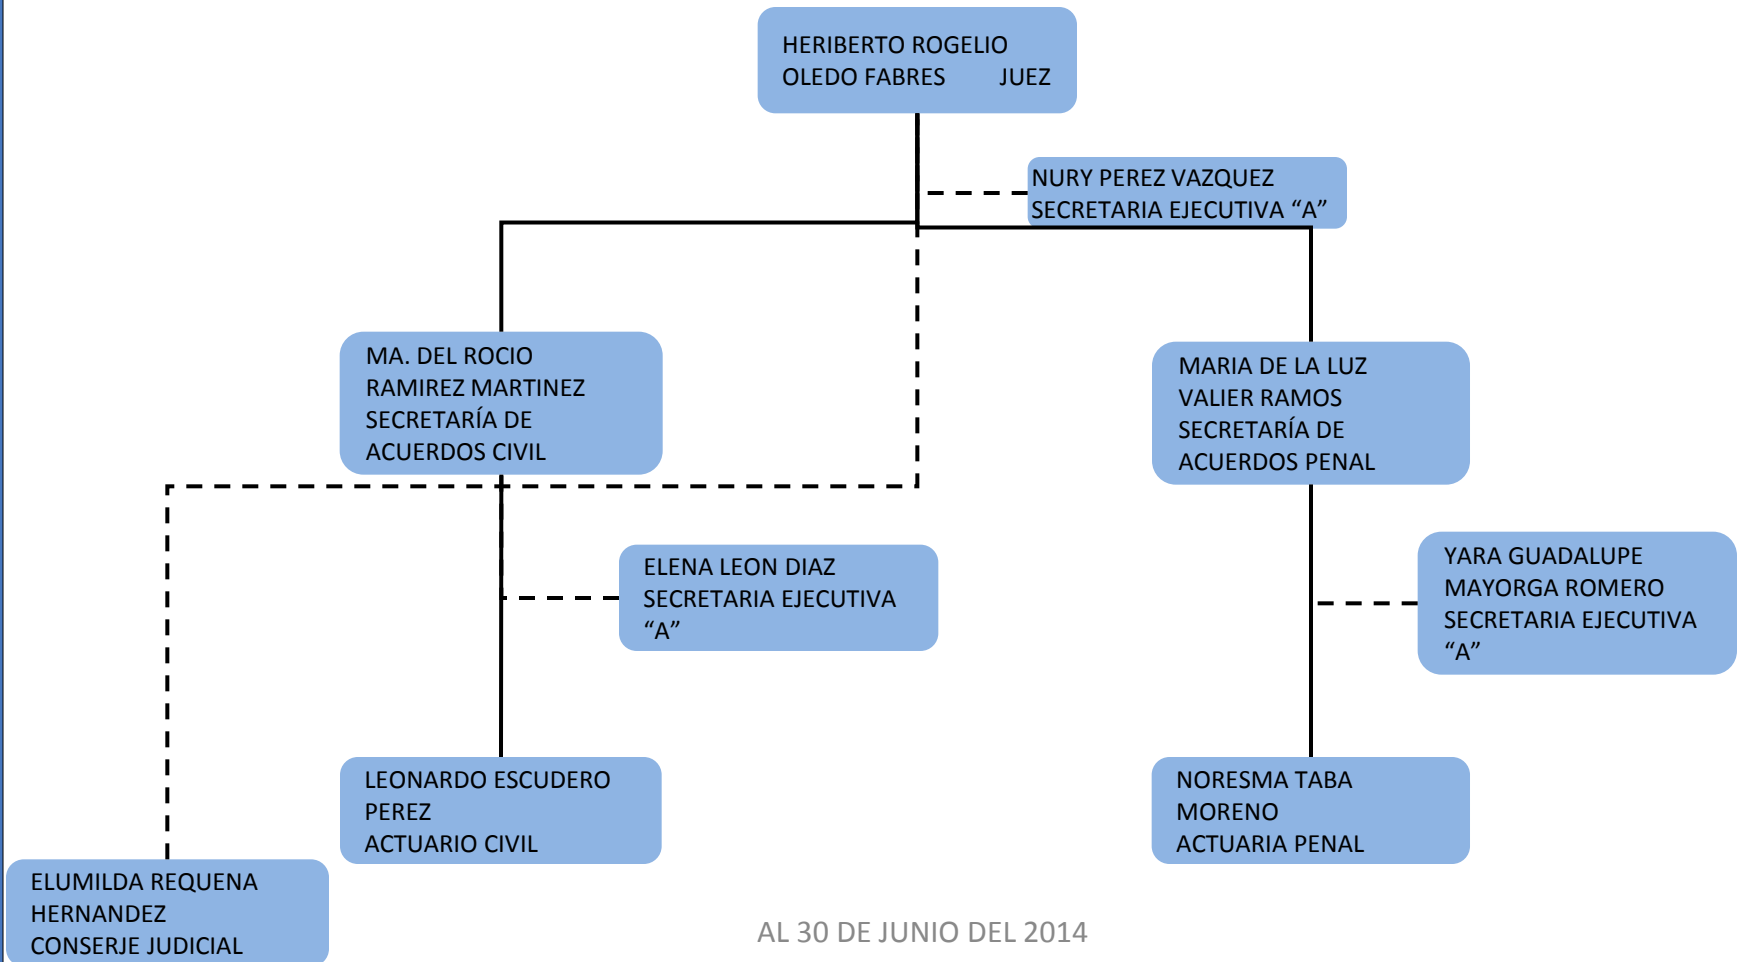 HERIBERTO ROGELIO
OLEDO FABRES JUEZ
NURY PEREZ VAZQUEZ
SECRETARIA EJECUTIVA “A”
MA. DEL ROCIO
RAMIREZ MARTINEZ
SECRETARÍA DE
ACUERDOS CIVIL
MARIA DE LA LUZ
VALIER RAMOS
SECRETARÍA DE
ACUERDOS PENAL
ELENA LEON DIAZ
SECRETARIA EJECUTIVA
“A”
YARA GUADALUPE
MAYORGA ROMERO
SECRETARIA EJECUTIVA
“A”
LEONARDO ESCUDERO
PEREZ
ACTUARIO CIVIL
NORESMA TABA
MORENO
ACTUARIA PENAL
ELUMILDA REQUENA
HERNANDEZ
CONSERJE JUDICIAL
AL 30 DE JUNIO DEL 2014